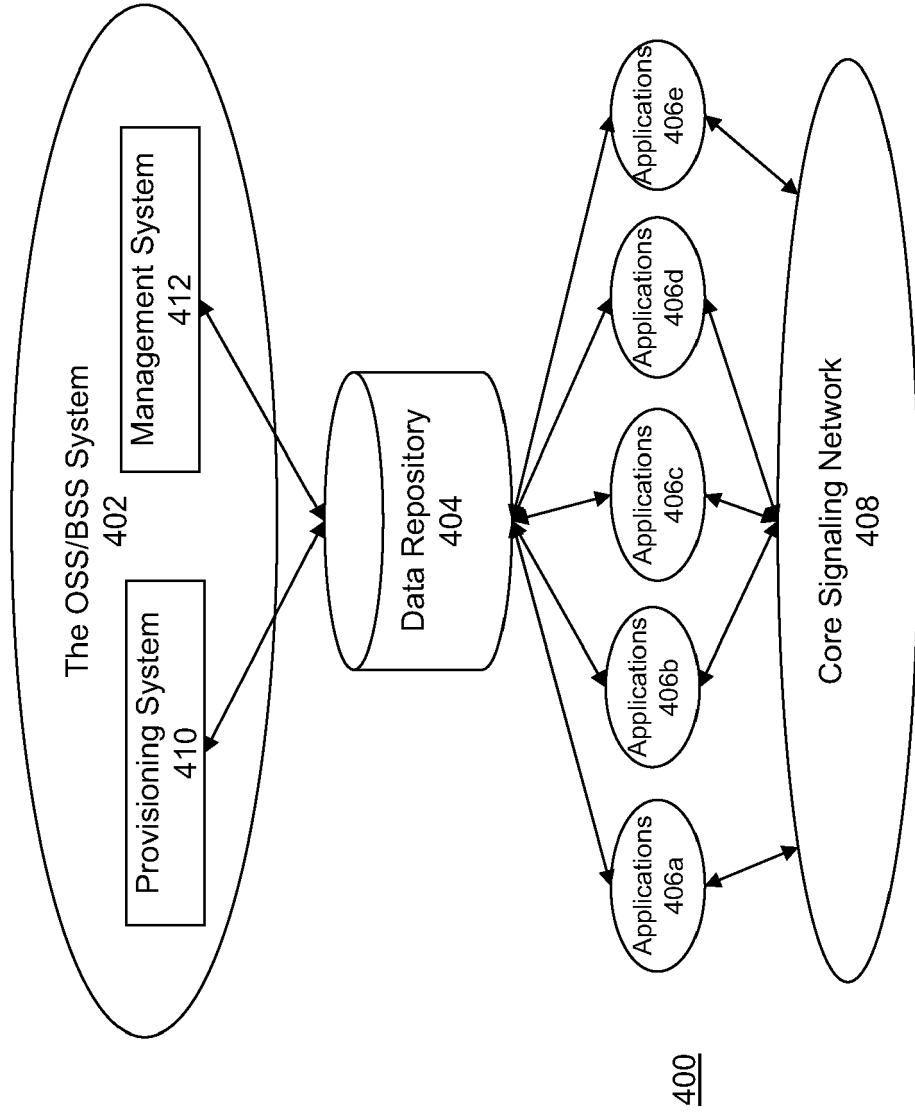 The OSS/BSS System
402
Provisioning System
410
Management System
412
Data Repository
404
Applications
406a
Applications
406b
Applications
406c
Applications
406d
Applications
406e
Core Signaling Network
408
400